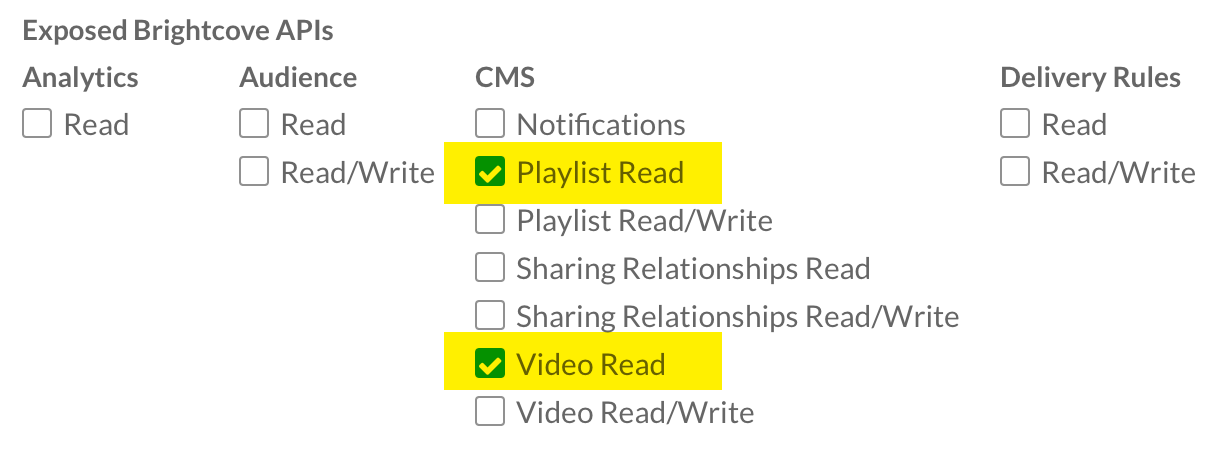 Exposed Brightcove APIs
Analytics Audience CMS Delivery Rules
Read Read Notifications Read
Read/Write Playlist Read Read/Write
Playlist Read/Write
Sharing Relationships Read
Sharing Relationships Read/Write
Video Read
Video Read/Write